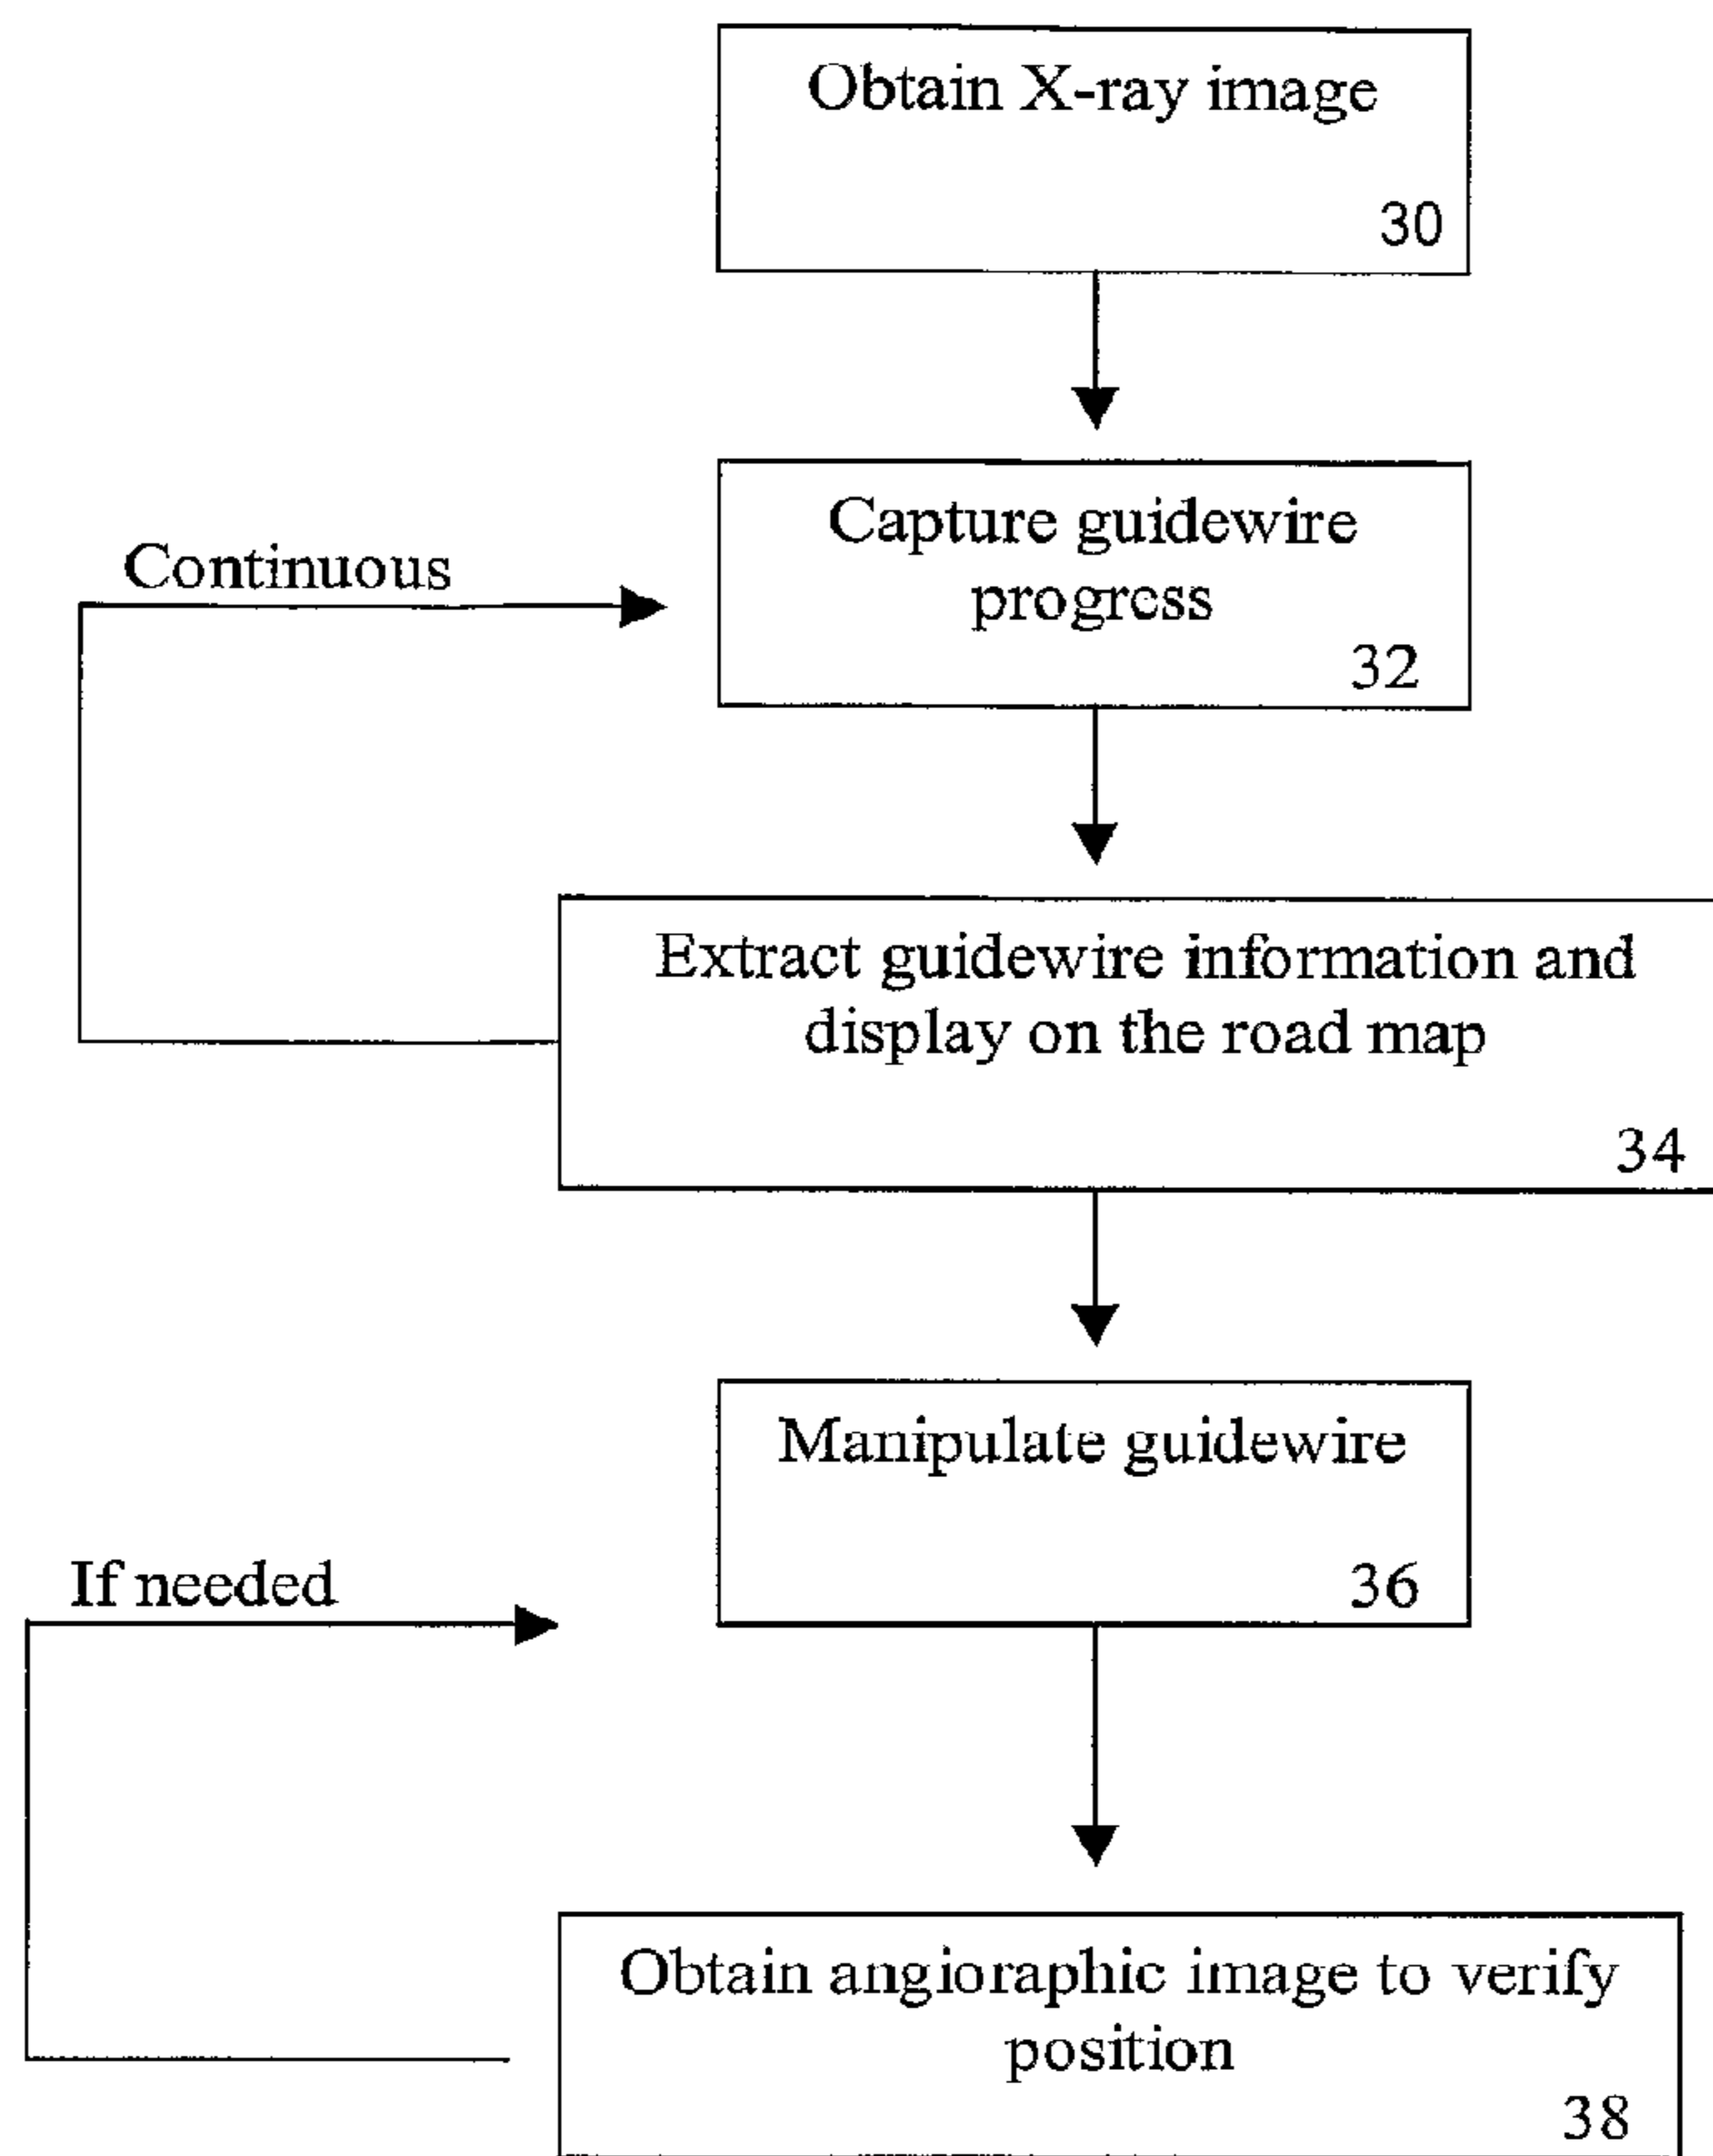 Obtain X-ray image
30
Capture guidewire
progress
32
Continuous
Extract guidewire information and
display on the road map
34
Manipulate guidewire
36
If needed
Obtain angioraphic image to verify
position
38